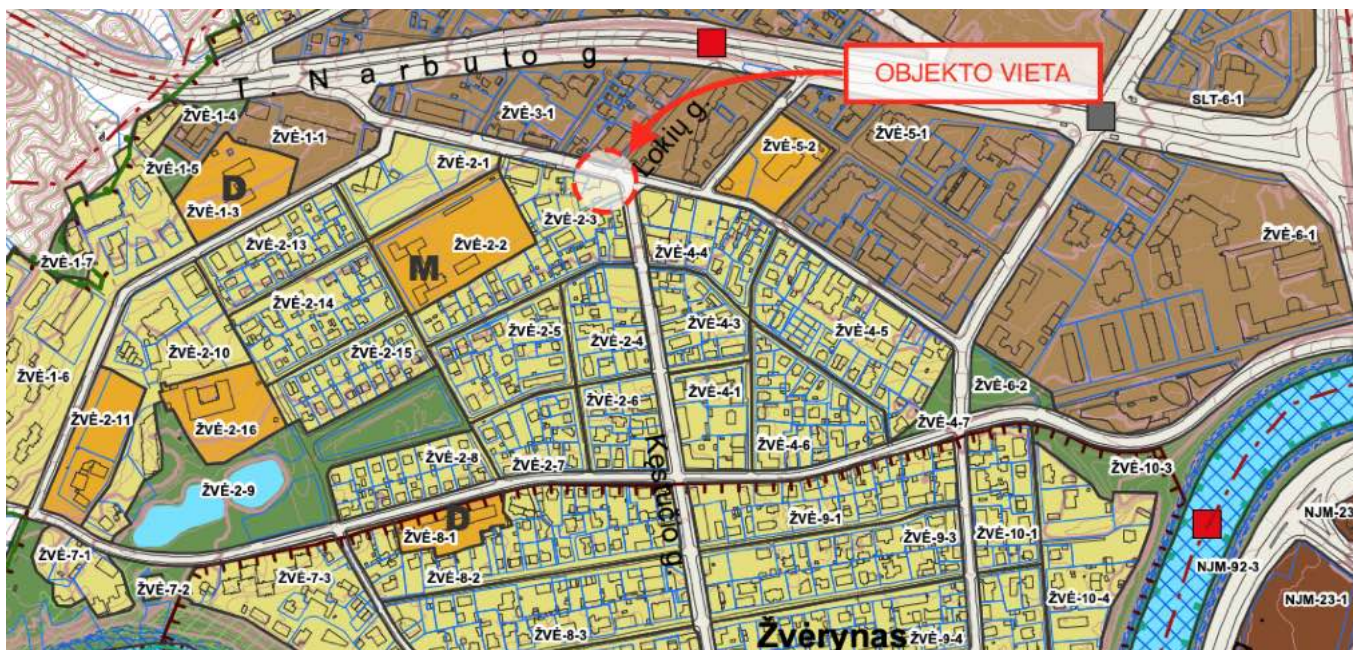 T. Narbuto g.
OBJEKTO VIETA
SLT-6-1
ŽVĖ-1-4
ŽVĖ-1-1
ŽVĖ-3-1
Lokių g.
ŽVĖ-5-2
ŽVĖ-5-1
ŽVĖ-1-5
ŽVĖ-2-1
D
ŽVĖ-1-3
ŽVĖ-2-3
ŽVĖ-6-1
ŽVĖ-2-13
ŽVĖ-2-2
ŽVĖ-4-4
ŽVĖ-1-7
M
ŽVĖ-2-14
ŽVĖ-4-3
ŽVĖ-4-5
ŽVĖ-2-5
ŽVĖ-2-4
ŽVĖ-2-10
ŽVĖ-2-15
ŽVĖ-1-6
ŽVĖ-6-2
ŽVĖ-4-1
ŽVĖ-2-6
ŽVĖ-2-11
ŽVĖ-2-16
ŽVĖ-4-7
ŽVĖ-4-6
Kęstučio g.
ŽVĖ-2-8
ŽVĖ-2-7
ŽVĖ-10-3
ŽVĖ-2-9
NJM-23
D
ŽVĖ-9-1
ŽVĖ-8-1
ŽVĖ-9-3
ŽVĖ-10-1
ŽVĖ-7-1
NJM-92-3
ŽVĖ-7-3
ŽVĖ-8-2
ŽVĖ-7-2
ŽVĖ-10-4
NJM-23-1
ŽVĖ-8-3
Žvėrynas
ŽVĖ-9-4